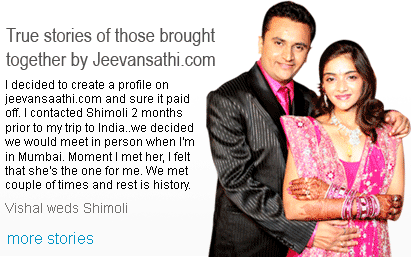 True stories of those brought
together by Jeevansathi.com
I decided to create a profile on
jeevansaathi.com and sure it paid
off. I contacted Shimoli 2 months
prior to my trip to India..we decided
we would meet in person when I'm
in Mumbai. Moment I met her, I felt
that she's the one for me. We met
couple of times and rest is history.
Vishal weds Shimoli
more stories